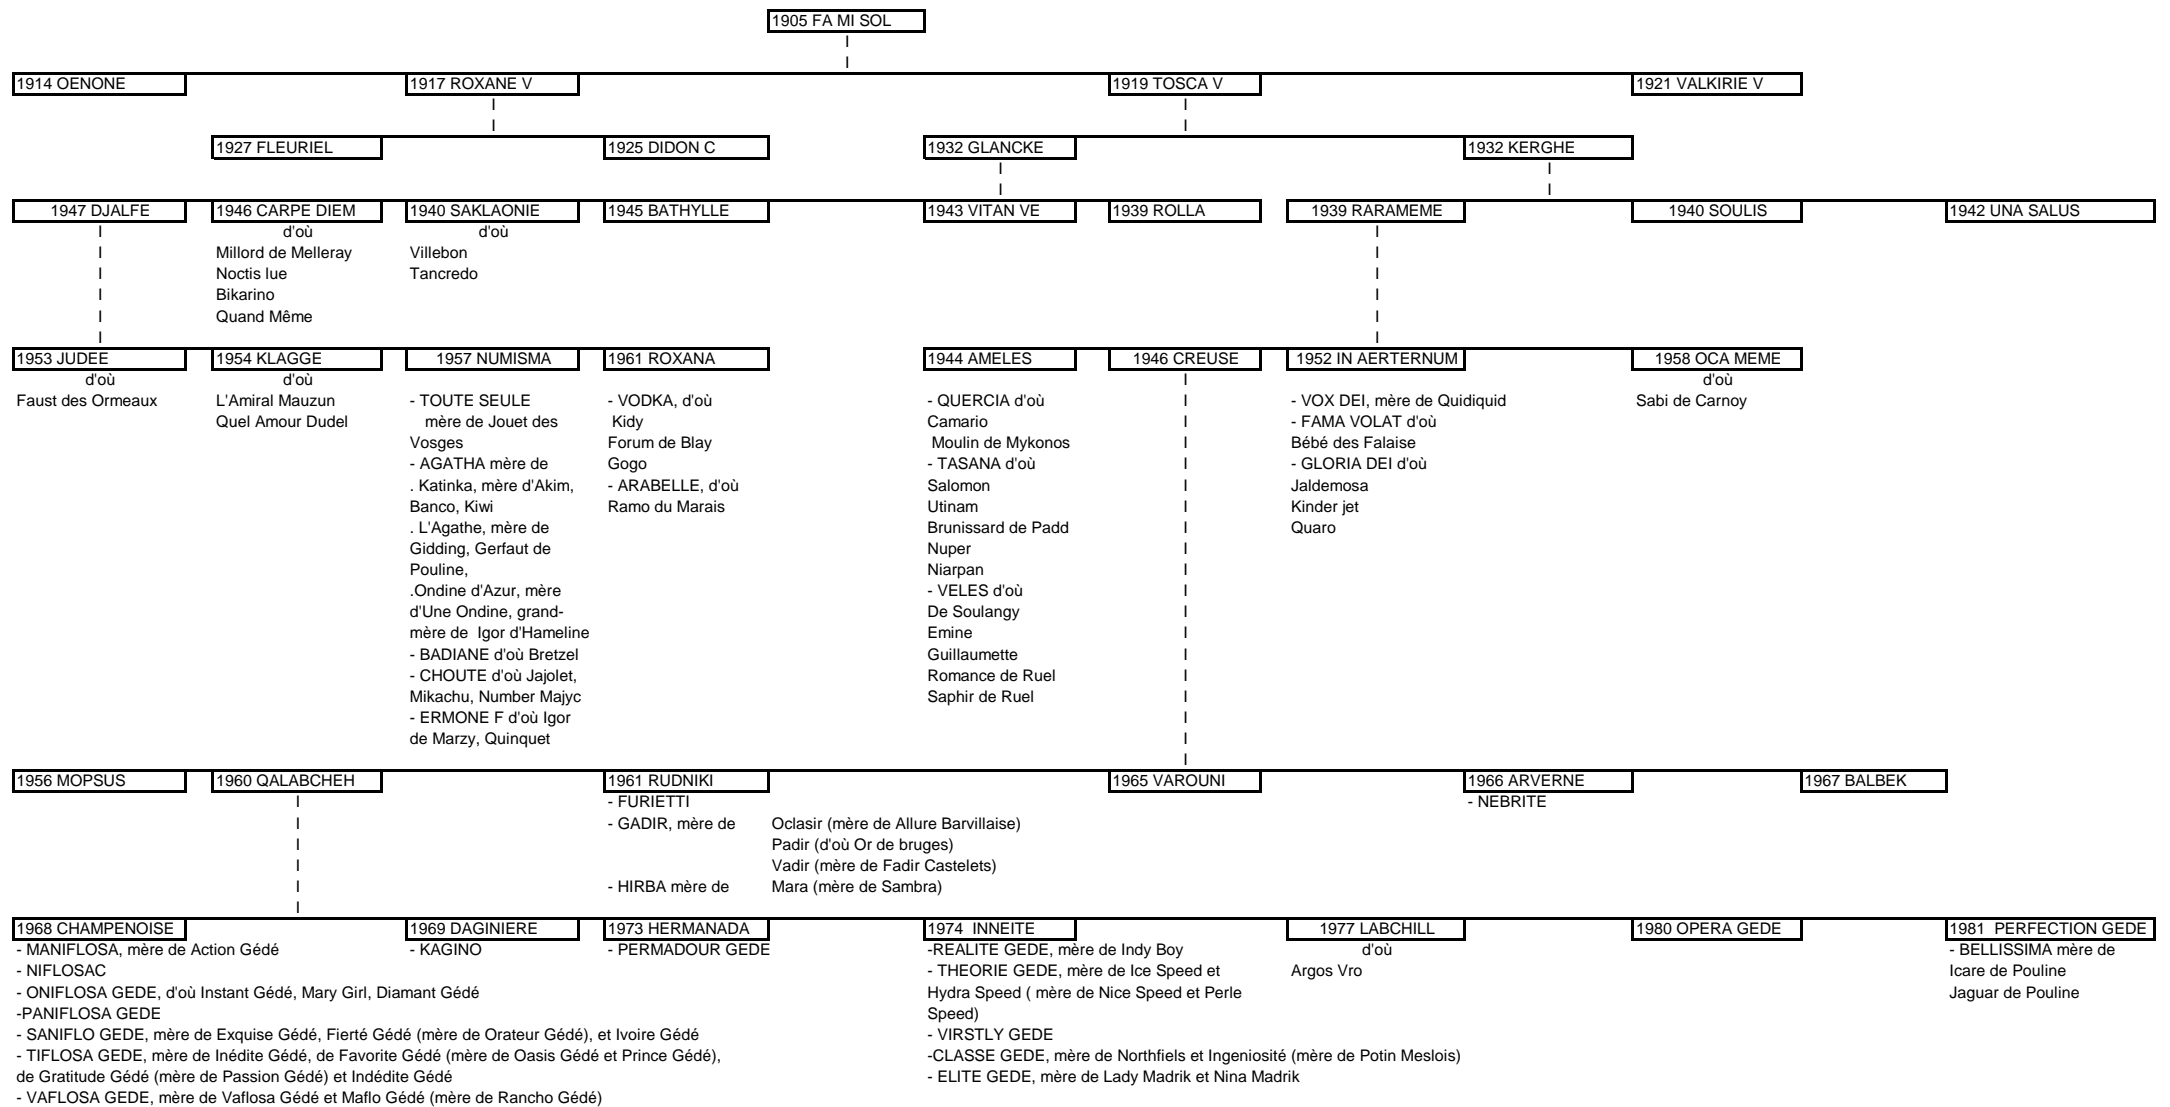 1905 FA MI SOL
1914 OENONE
1917 ROXANE V
1919 TOSCA V
1921 VALKIRIE V
1927 FLEURIEL
1925 DIDON C
1932 GLANCKE
1932 KERGHE
1947 DJALFE
1946 CARPE DIEM
1940 SAKLAONIE
1945 BATHYLLE
1943 VITAN VE
1939 ROLLA
1939 RARAMEME
1940 SOULIS
1942 UNA SALUS
d'où
Millord de Melleray
Noctis lue
Bikarino
Quand Même
d'où
Villebon
Tancredo
1953 JUDEE
1954 KLAGGE
1957 NUMISMA
1961 ROXANA
1944 AMELES
1946 CREUSE
1952 IN AERTERNUM
1958 OCA MEME
d'où
Faust des Ormeaux
d'où
L'Amiral Mauzun
Quel Amour Dudel
- TOUTE SEULE
mère de Jouet des
Vosges
- AGATHA mère de
. Katinka, mère d'Akim,
Banco, Kiwi
. L'Agathe, mère de
Gidding, Gerfaut de
Pouline,
.Ondine d'Azur, mère
d'Une Ondine, grand-
mère de Igor d'Hameline
- BADIANE d'où Bretzel
- CHOUTE d'où Jajolet,
Mikachu, Number Majyc
- ERMONE F d'où Igor
de Marzy, Quinquet
- VODKA, d'où
Kidy
Forum de Blay
Gogo
- ARABELLE, d'où
Ramo du Marais
- QUERCIA d'où
Camario
Moulin de Mykonos
- TASANA d'où
Salomon
Utinam
Brunissard de Padd
Nuper
Niarpan
- VELES d'où
De Soulangy
Emine
Guillaumette
Romance de Ruel
Saphir de Ruel
- VOX DEI, mère de Quidiquid
- FAMA VOLAT d'où
Bébé des Falaise
- GLORIA DEI d'où
Jaldemosa
Kinder jet
Quaro
d'où
Sabi de Carnoy
1956 MOPSUS
1960 QALABCHEH
1961 RUDNIKI
1965 VAROUNI
1966 ARVERNE
1967 BALBEK
- FURIETTI
- GADIR, mère de Oclasir (mère de Allure Barvillaise)
Padir (d'où Or de bruges)
Vadir (mère de Fadir Castelets)
- HIRBA mère de Mara (mère de Sambra)
- NEBRITE
1968 CHAMPENOISE
1969 DAGINIERE
1973 HERMANADA
1974 INNEITE
1977 LABCHILL
1980 OPERA GEDE
1981 PERFECTION GEDE
- MANIFLOSA, mère de Action Gédé
- NIFLOSAC
- ONIFLOSA GEDE, d'où Instant Gédé, Mary Girl, Diamant Gédé
-PANIFLOSA GEDE
- SANIFLO GEDE, mère de Exquise Gédé, Fierté Gédé (mère de Orateur Gédé), et Ivoire Gédé
- TIFLOSA GEDE, mère de Inédite Gédé, de Favorite Gédé (mère de Oasis Gédé et Prince Gédé),
de Gratitude Gédé (mère de Passion Gédé) et Indédite Gédé
- VAFLOSA GEDE, mère de Vaflosa Gédé et Maflo Gédé (mère de Rancho Gédé)
- KAGINO
- PERMADOUR GEDE
-REALITE GEDE, mère de Indy Boy
- THEORIE GEDE, mère de Ice Speed et
Hydra Speed ( mère de Nice Speed et Perle
Speed)
- VIRSTLY GEDE
-CLASSE GEDE, mère de Northfiels et Ingeniosité (mère de Potin Meslois)
- ELITE GEDE, mère de Lady Madrik et Nina Madrik
d'où
Argos Vro
- BELLISSIMA mère de
Icare de Pouline
Jaguar de Pouline